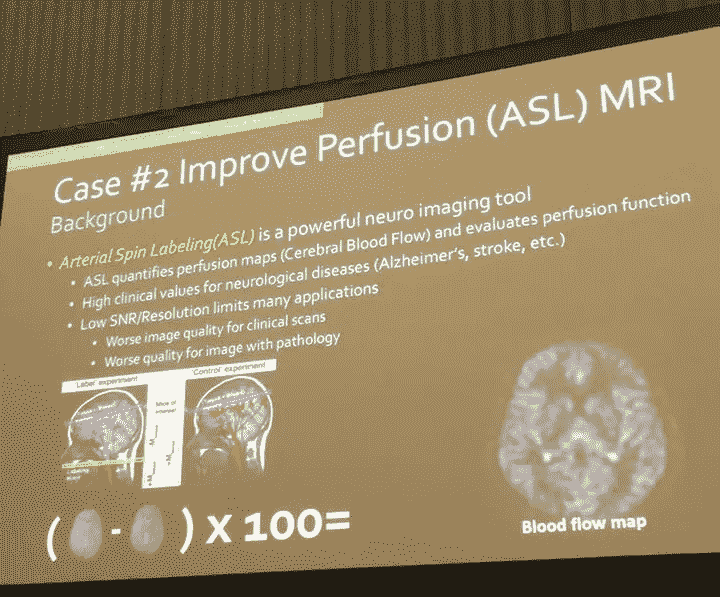 Case #2 Improve Perfusion (ASL) MRI
Background
• Arterial Spin Labeling(ASL) is a powerful neuro imaging tool
• ASL quantifies perfusion maps (Cerebral Blood Flow) and evaluates perfusion function
• High clinical values for neurological diseases (Alzheimer's, stroke, etc.)
• Low SNR/Resolution limits many applications
• Worse image quality for clinical scans
• Worse quality for image with pathology
'Label' experiment
'Control' experiment
Slice of
interest
( - ) x 100=
Blood flow map